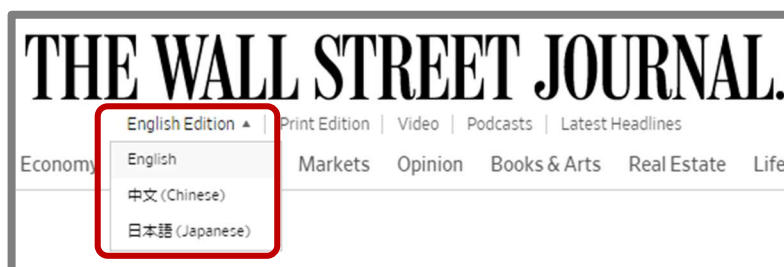 THE WALL STREET JOURNAL.
English Edition ▲ | Print Edition | Video | Podcasts | Latest Headlines
Economy Markets Opinion Books & Arts Real Estate Life
English
中文 (Chinese)
日本語 (Japanese)